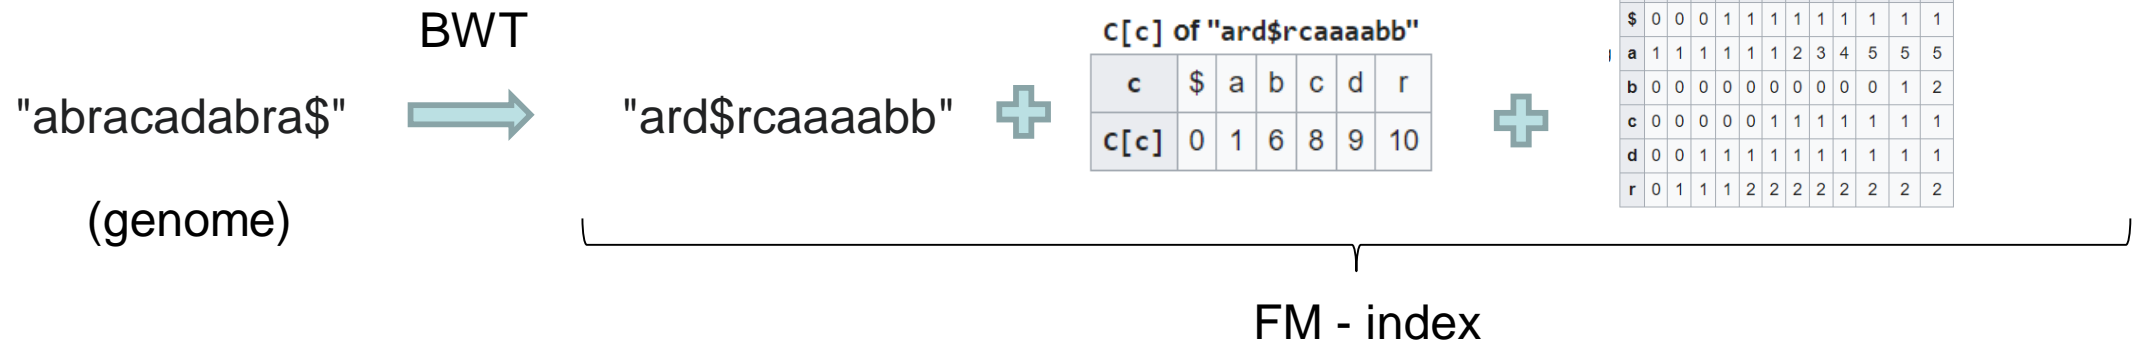 BWT
"abracadabra$"
(genome)
"ard$rcaaaabb"
C[c] of "ard$rcaaaabb"
c $ a b c d r
C[c] 0 1 6 8 9 10
$ 0 0 0 1 1 1 1 1 1 1 1 1
a 1 1 1 1 1 1 2 3 4 5 5 5
b 0 0 0 0 0 0 0 0 0 0 1 2
c 0 0 0 0 0 1 1 1 1 1 1 1
d 0 0 1 1 1 1 1 1 1 1 1 1
r 0 1 1 1 2 2 2 2 2 2 2 2
FM - index